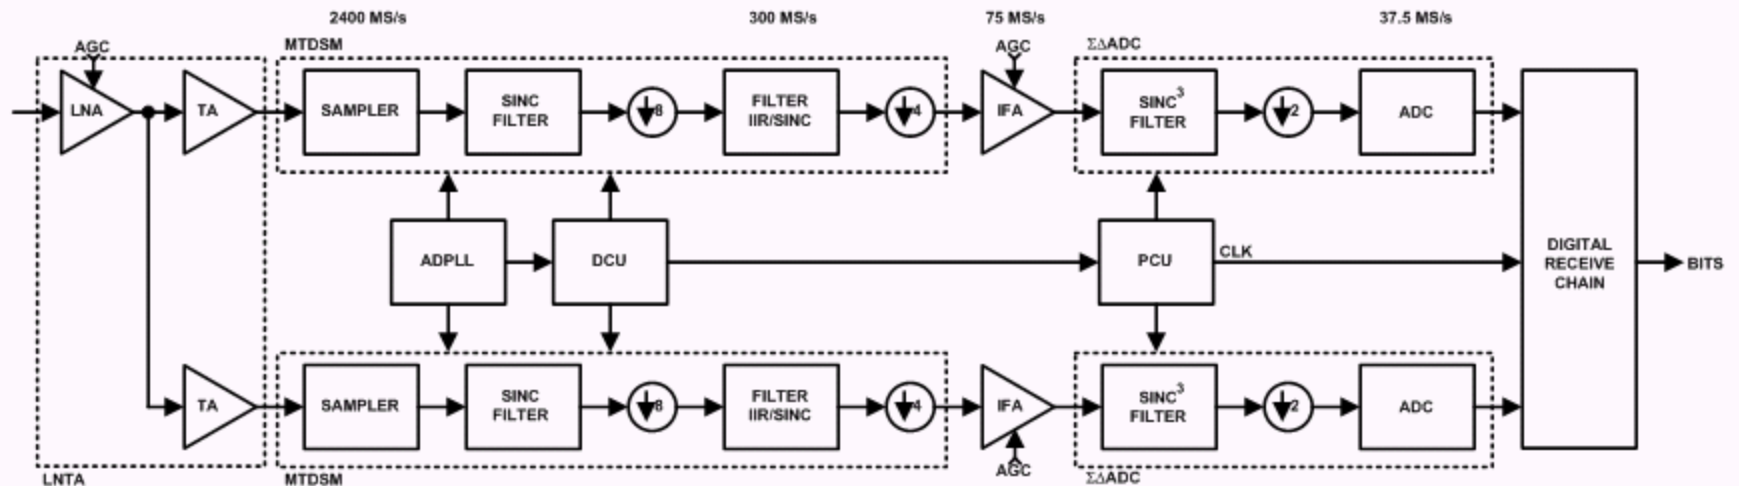 2400 MS/s 300 MS/s 75 MS/s 37.5 MS/s
AGC MTDSM AGC ΣΔADC
LNA TA SAMPLER SINC FILTER 8 FILTER IIR/SINC 4 IFA SINC³ FILTER 2 ADC
ADPLL DCU PCU CLK DIGITAL RECEIVE CHAIN BITS
TA SAMPLER SINC FILTER 8 FILTER IIR/SINC 4 IFA SINC³ FILTER 2 ADC
AGC
LNTA MTDSM ΣΔADC